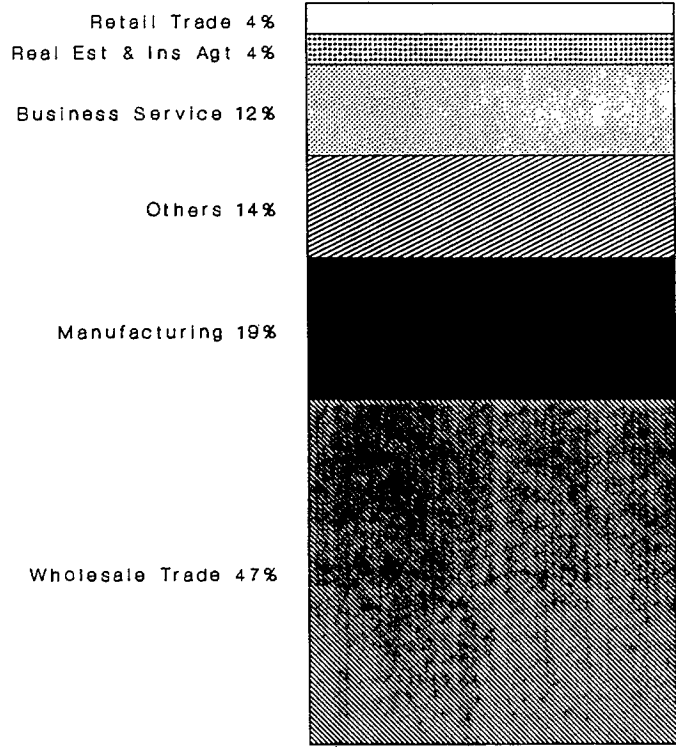 Retail Trade 4%
Real Est & Ins Agt 4%
Business Service 12%
Others 14%
Manufacturing 19%
Wholesale Trade 47%